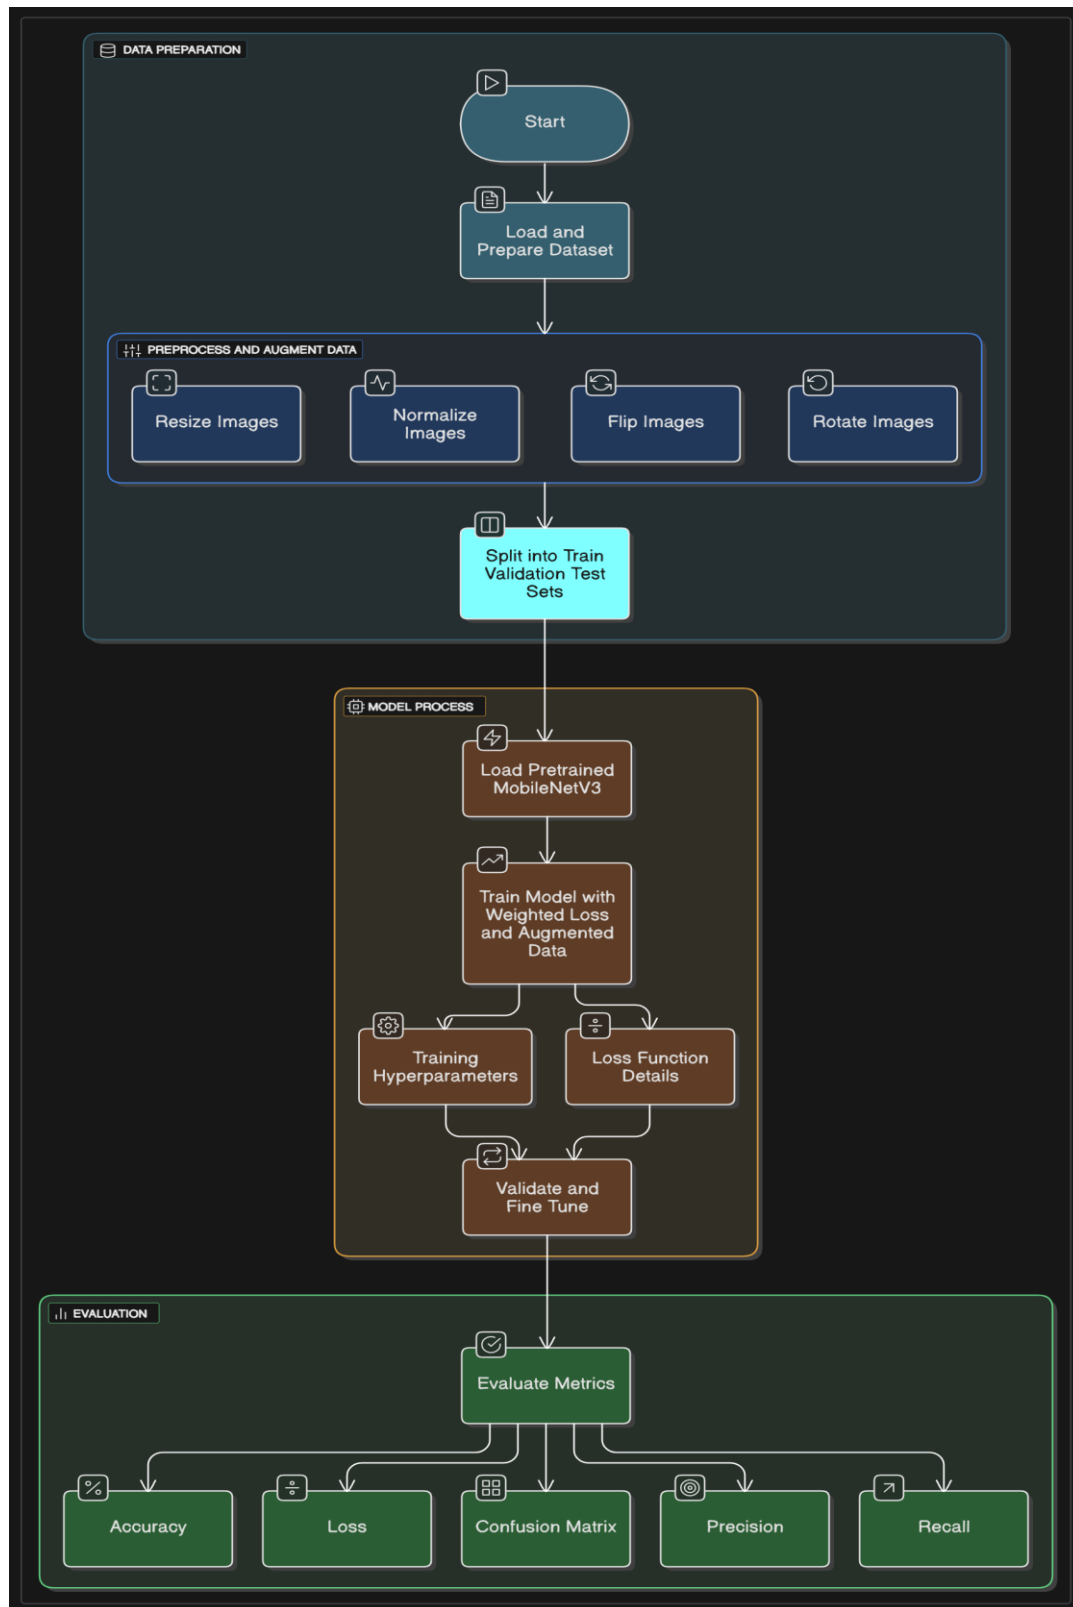 DATA PREPARATION
Start
Load and
Prepare Dataset
PREPROCESS AND AUGMENT DATA
Resize Images
Normalize
Images
Flip Images
Rotate Images
Split into Train
Validation Test
Sets
MODEL PROCESS
Load Pretrained
MobileNetV3
Train Model with
Weighted Loss
and Augmented
Data
Training
Hyperparameters
Loss Function
Details
Validate and
Fine Tune
EVALUATION
Evaluate Metrics
Accuracy
Loss
Confusion Matrix
Precision
Recall